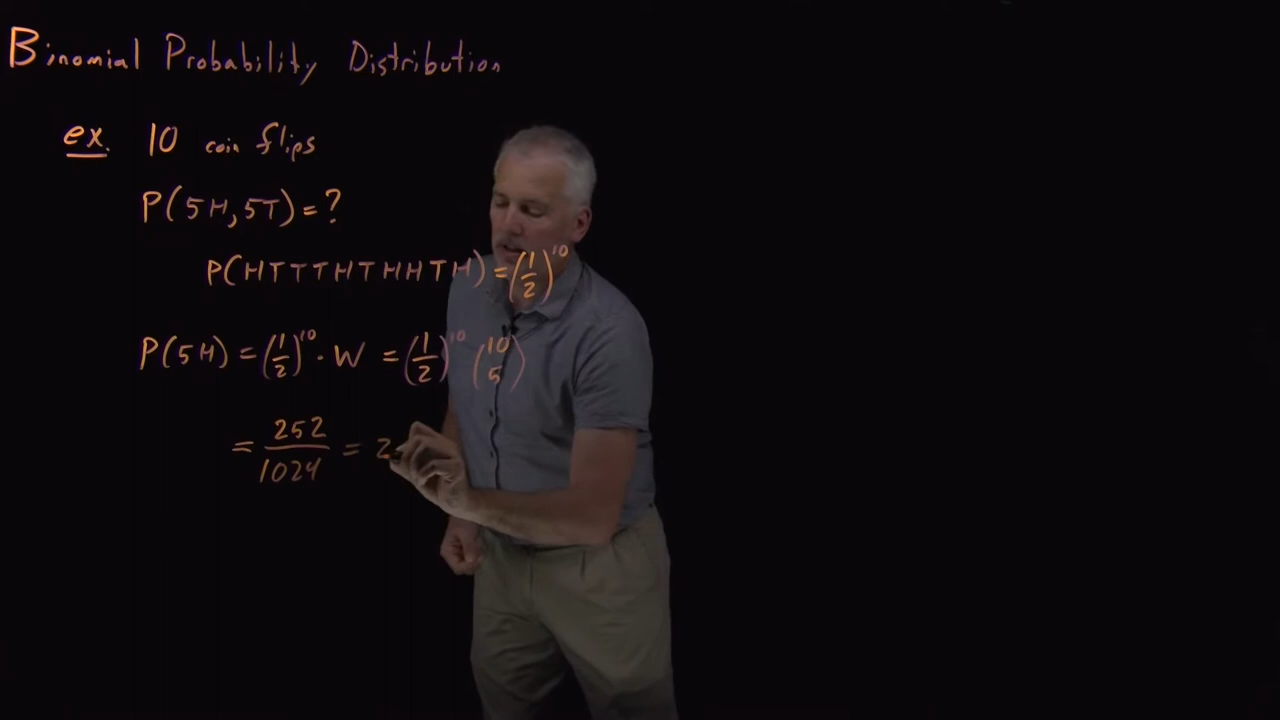 Binomial Probability Distribution
ex. 10 coin flips
P(5H,5T)=?
P(HTTTHTHHTH)=(1/2)^10
P(5H)=(1/2)^10·W=(1/2)^10(10 5)
=252/1024=2